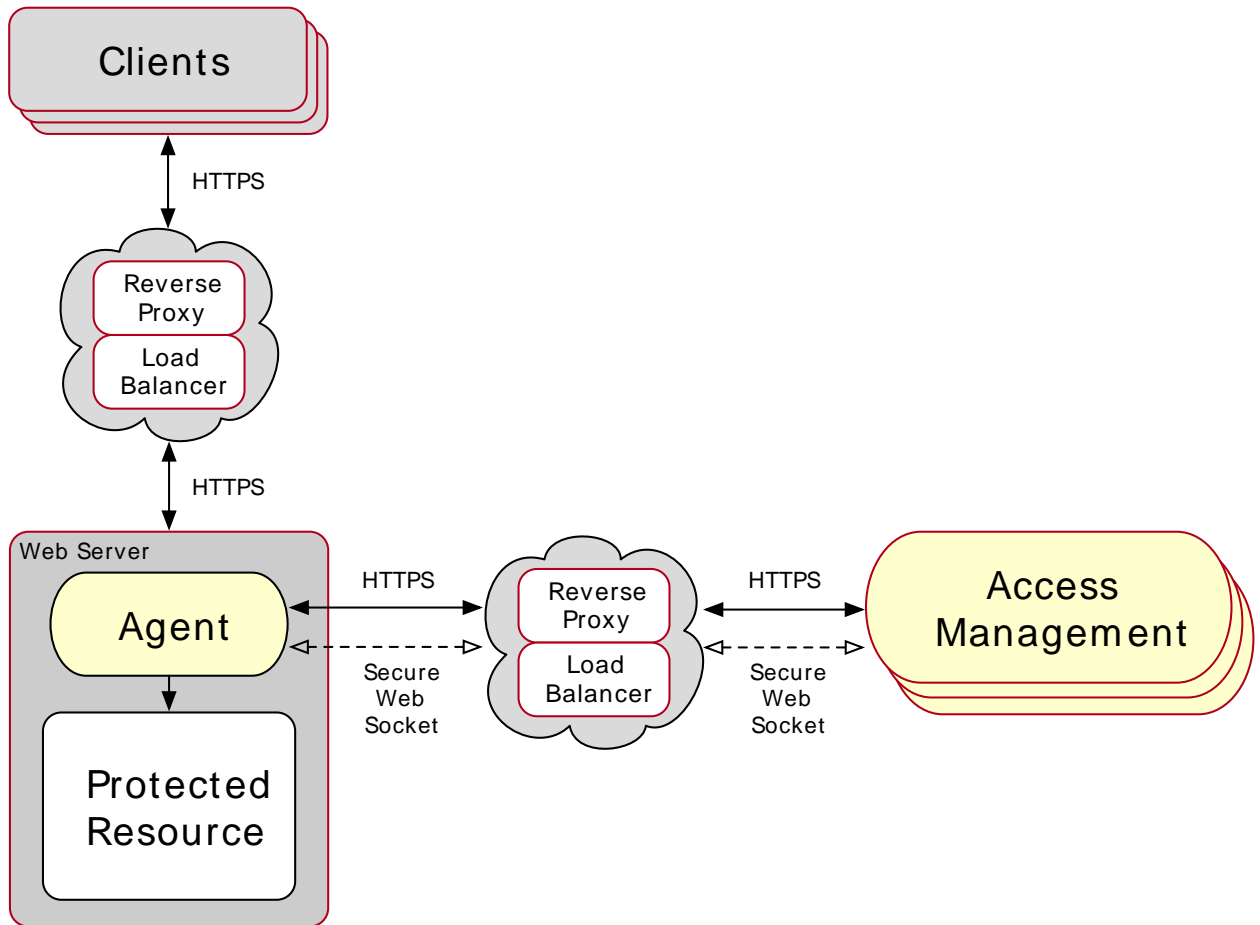 Clients
HTTPS
Reverse
Proxy
Load
Balancer
HTTPS
Web Server
Agent
Protected
Resource
HTTPS
Secure
Web
Socket
Reverse
Proxy
Load
Balancer
HTTPS
Secure
Web
Socket
Access
Management